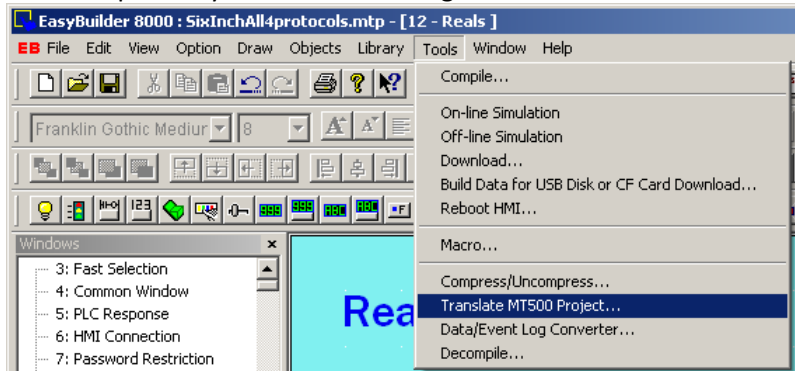 EasyBuilder 8000 : SixInchAll4protocols.mtp - [12 - Reals ]
EB File Edit View Option Draw Objects Library Tools Window Help
Compile...
On-line Simulation
Off-line Simulation
Download...
Build Data for USB Disk or CF Card Download...
Reboot HMI...
Macro...
Compress/Uncompress...
Translate MT500 Project...
Data/Event Log Converter...
Decompile...
Franklin Gothic Mediur 8
Windows
3: Fast Selection
4: Common Window
5: PLC Response
6: HMI Connection
7: Password Restriction
Rea